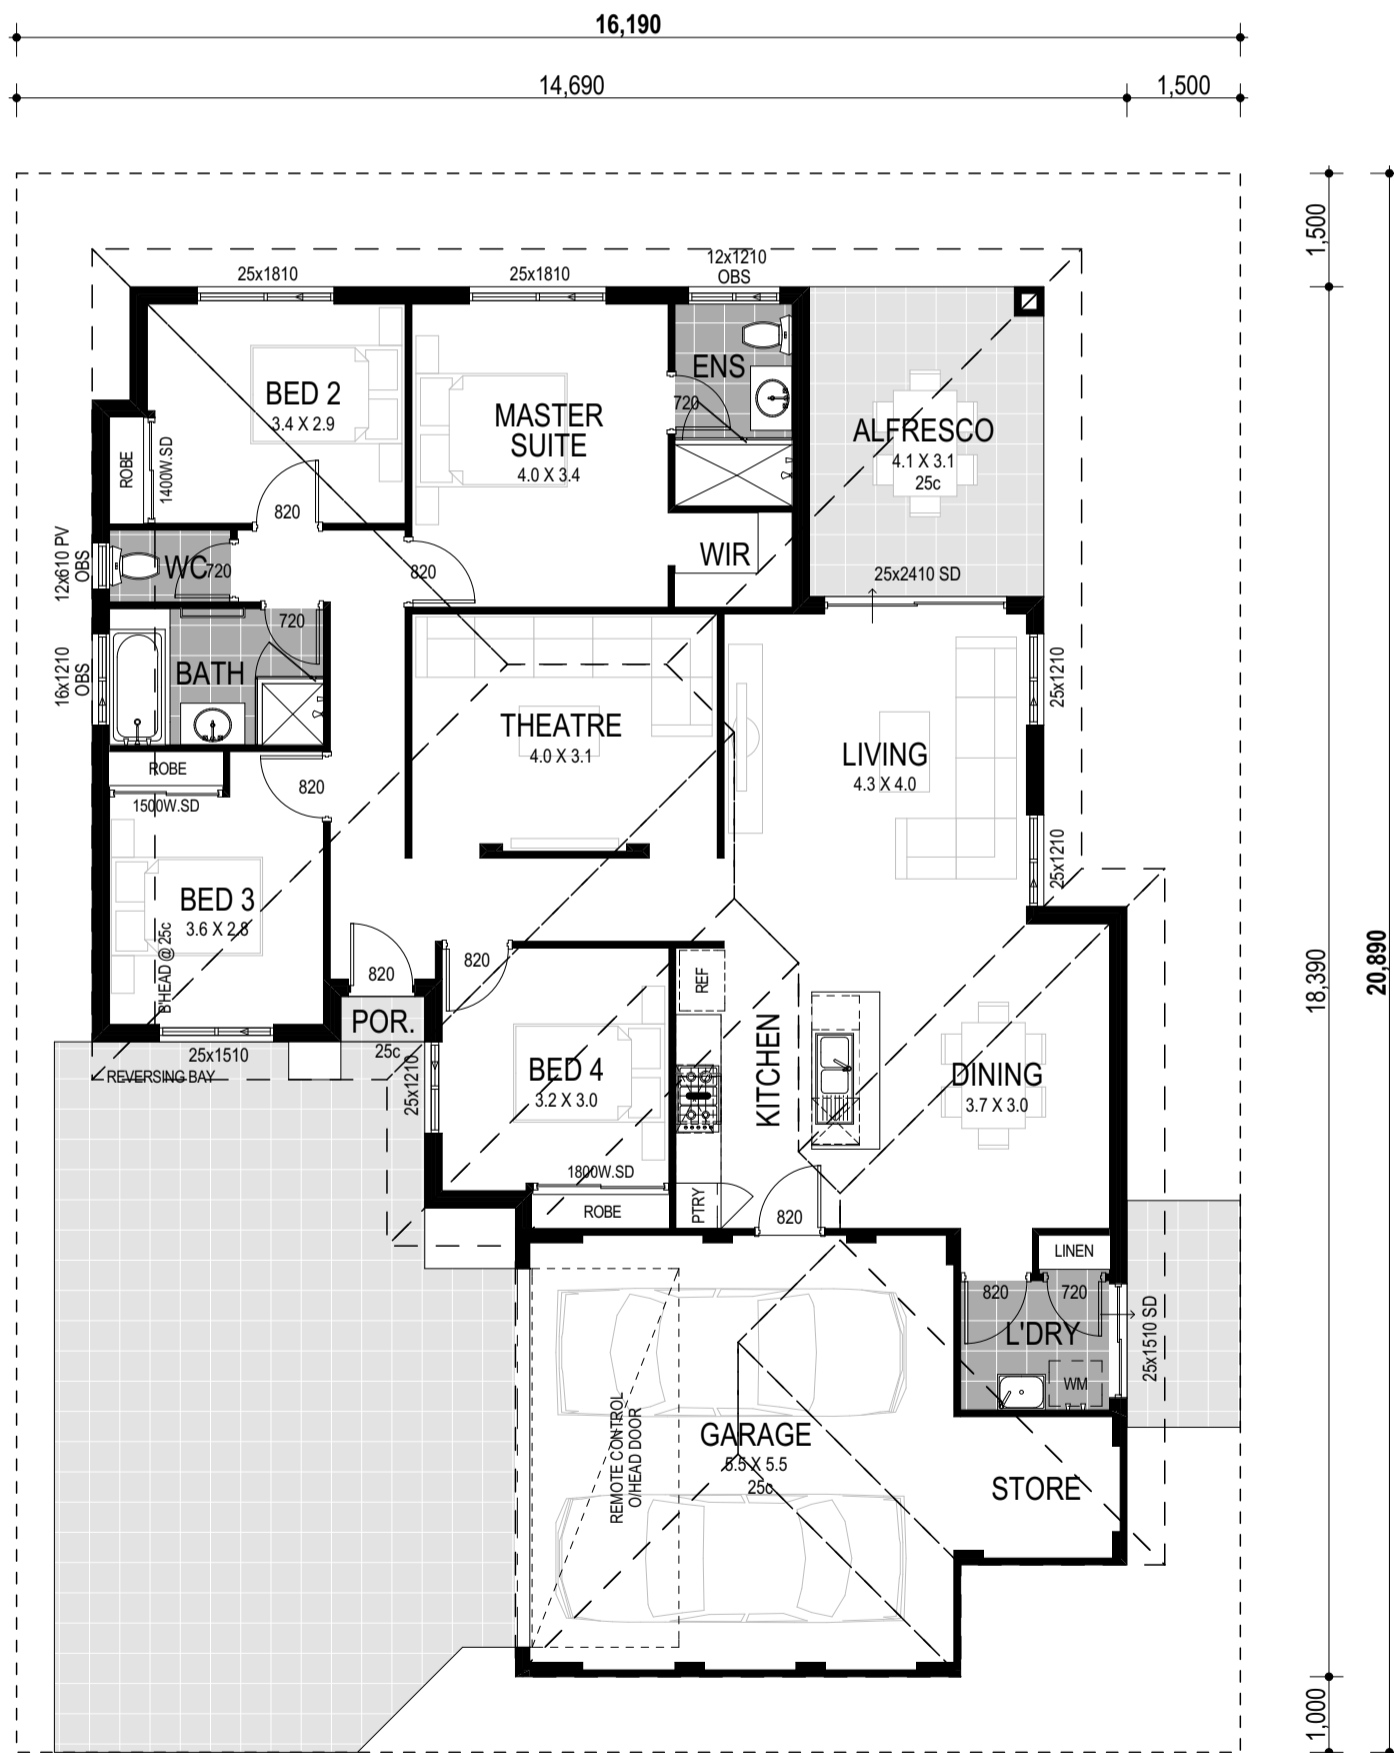 16,190
14,690
1,500
1,500
18,390
20,890
1,000
25x1810
25x1810
12x1210
OBS
BED 2
3.4 X 2.9
ROBE
1400W.SD
820
MASTER
SUITE
4.0 X 3.4
ENS
720
ALFRESCO
4.1 X 3.1
25c
12x610 PV
OBS
WC
720
820
WIR
25x2410 SD
16x1210
OBS
BATH
720
THEATRE
4.0 X 3.1
LIVING
4.3 X 4.0
25x1210
25x1210
ROBE
1500W.SD
820
BED 3
3.6 X 2.8
B'HEAD @ 25c
820
820
REF
POR.
25c
25x1510
REVERSING BAY
25x1210
BED 4
3.2 X 3.0
KITCHEN
DINING
3.7 X 3.0
1800W.SD
ROBE
PTRY
820
LINEN
820
720
L'DRY
WM
25x1510 SD
REMOTE CONTROL
O/HEAD DOOR
GARAGE
5.5 X 5.5
25c
STORE